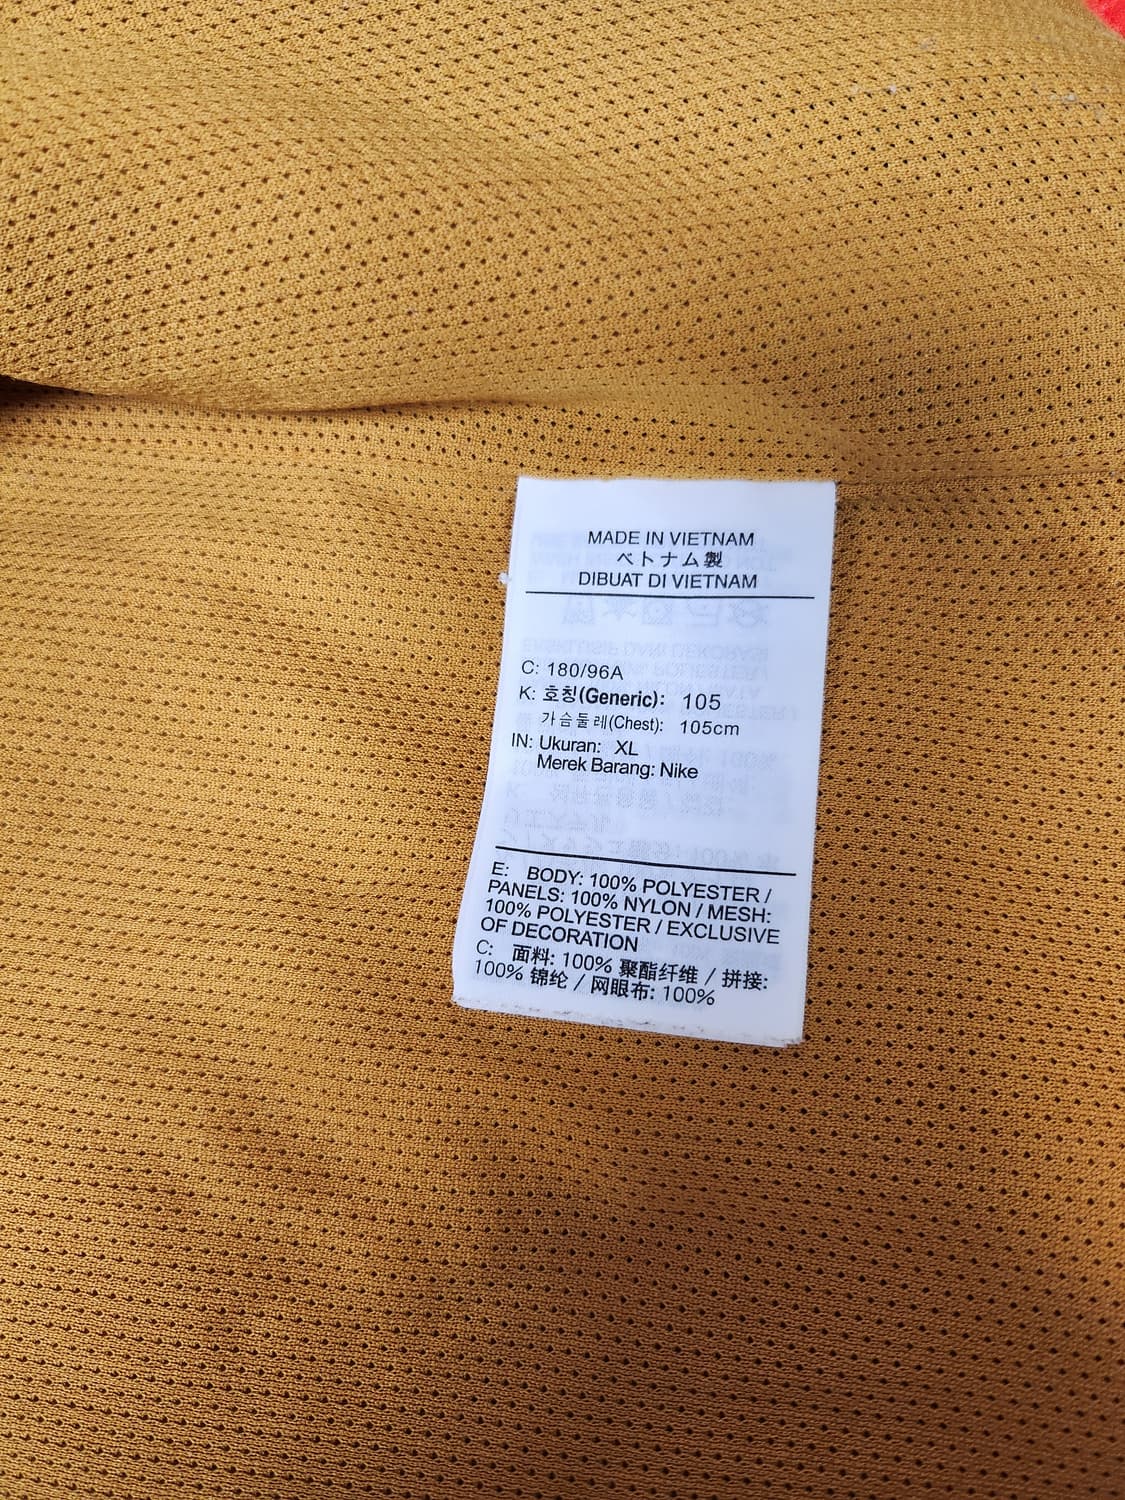 MADE IN VIETNAM
ベトナム製
DIBUAT DI VIETNAM
C: 180/96A
K: 호칭(Generic): 105
가슴둘레(Chest): 105cm
IN: Ukuran: XL
Merek Barang: Nike
E: BODY: 100% POLYESTER /
PANELS: 100% NYLON / MESH:
100% POLYESTER / EXCLUSIVE
OF DECORATION
C: 面料: 100% 聚酯纤维 / 拼接:
100% 锦纶 / 网眼布: 100%